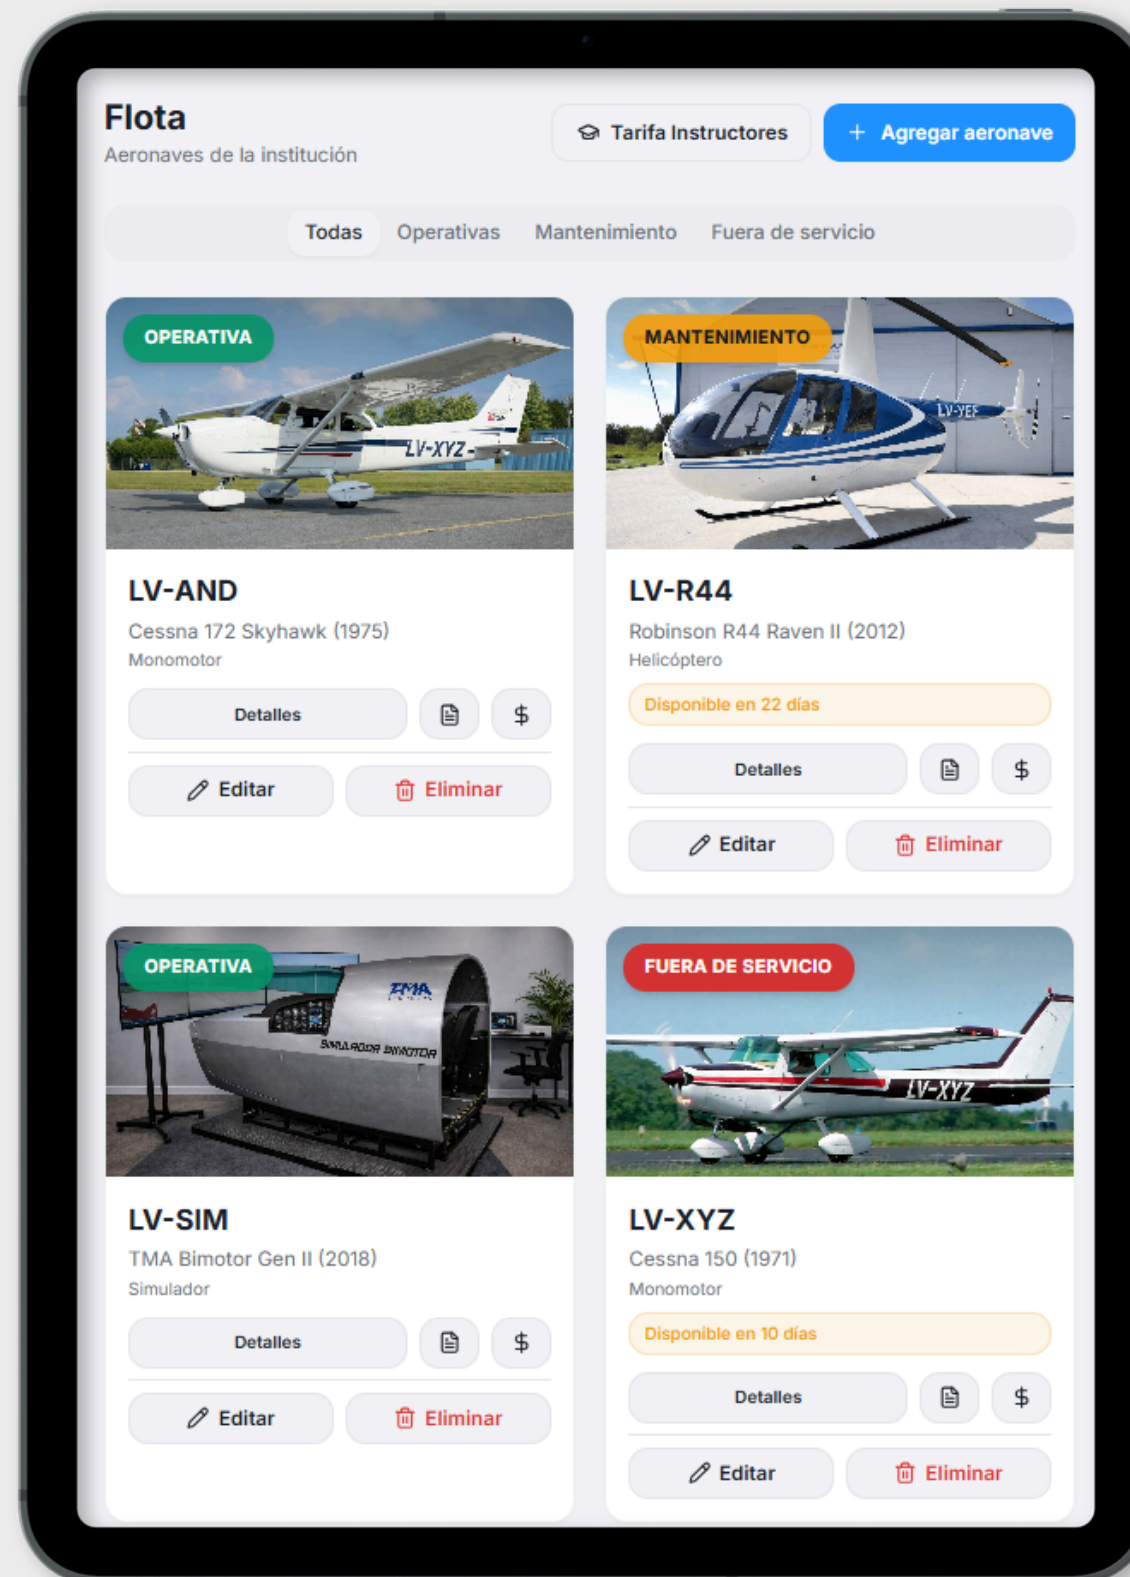 Flota
Aeronaves de la institución
Tarifa Instructores
+ Agregar aeronave
Todas Operativas Mantenimiento Fuera de servicio
OPERATIVA
LV-XYZ
LV-AND
Cessna 172 Skyhawk (1975)
Monomotor
Detalles $
Editar Eliminar
MANTENIMIENTO
LV-R44
Robinson R44 Raven II (2012)
Helicóptero
Disponible en 22 días
Detalles $
Editar Eliminar
OPERATIVA
TMA
SIMULADOR BIMOTOR
LV-SIM
TMA Bimotor Gen II (2018)
Simulador
Detalles $
Editar Eliminar
FUERA DE SERVICIO
LV-XYZ
LV-XYZ
Cessna 150 (1971)
Monomotor
Disponible en 10 días
Detalles $
Editar Eliminar